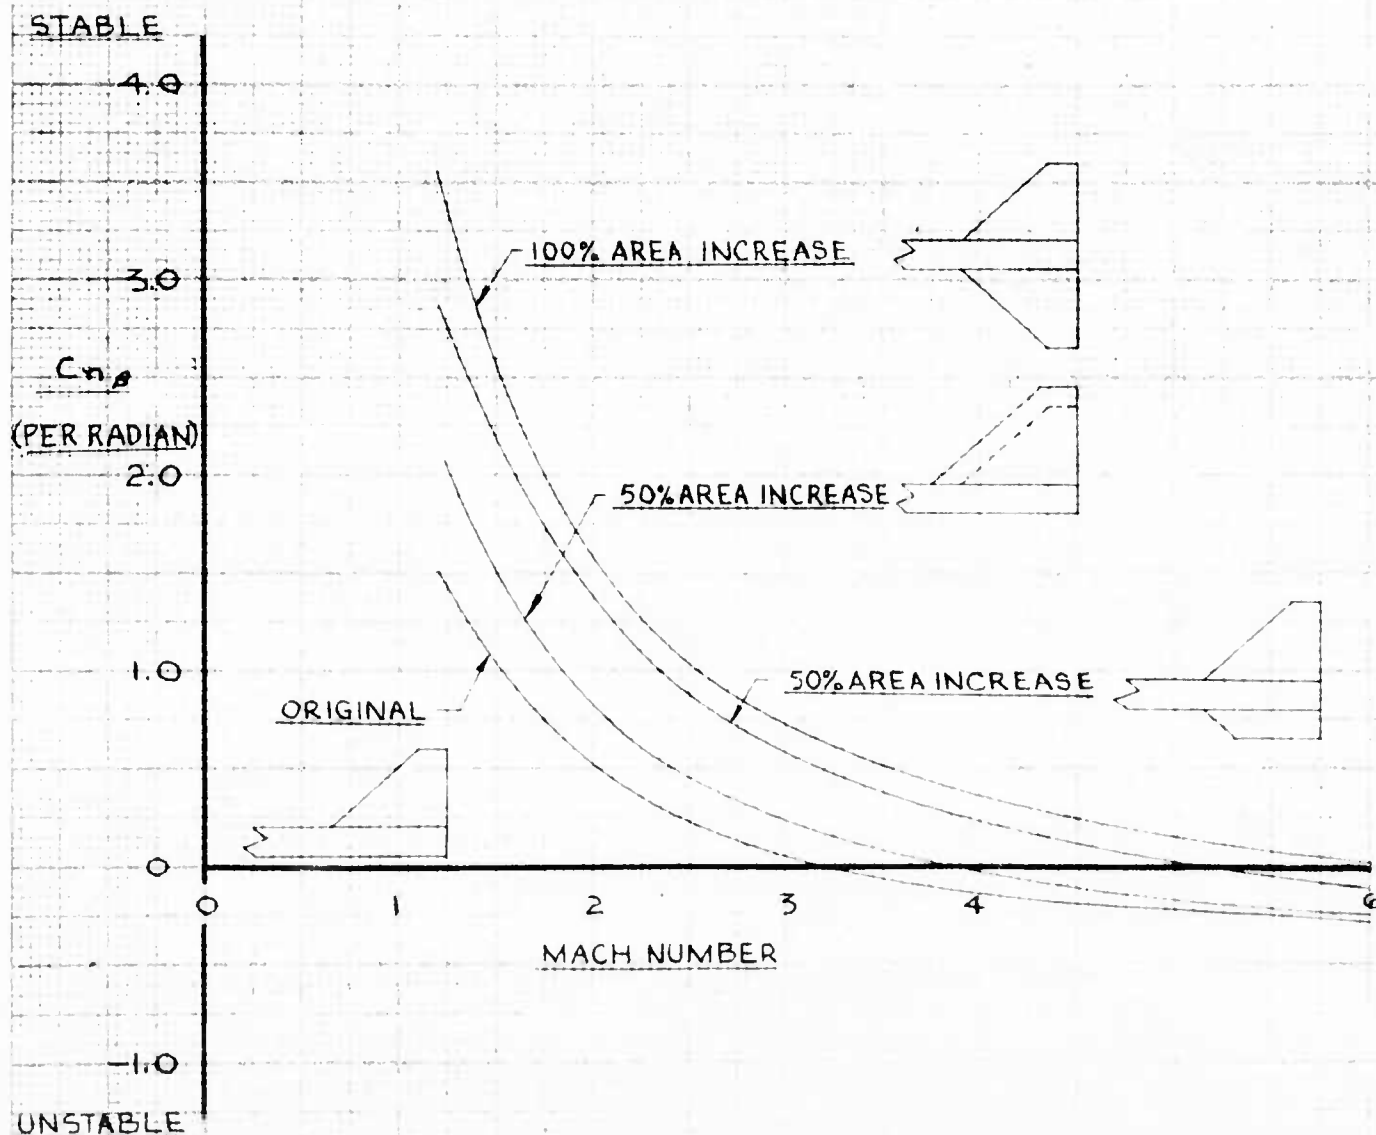 STABLE
4.0
100% AREA INCREASE
3.0
Cnβ
(PER RADIAN)
2.0
50% AREA INCREASE
1.0
50% AREA INCREASE
ORIGINAL
0
0 1 2 3 4 6
MACH NUMBER
-1.0
UNSTABLE